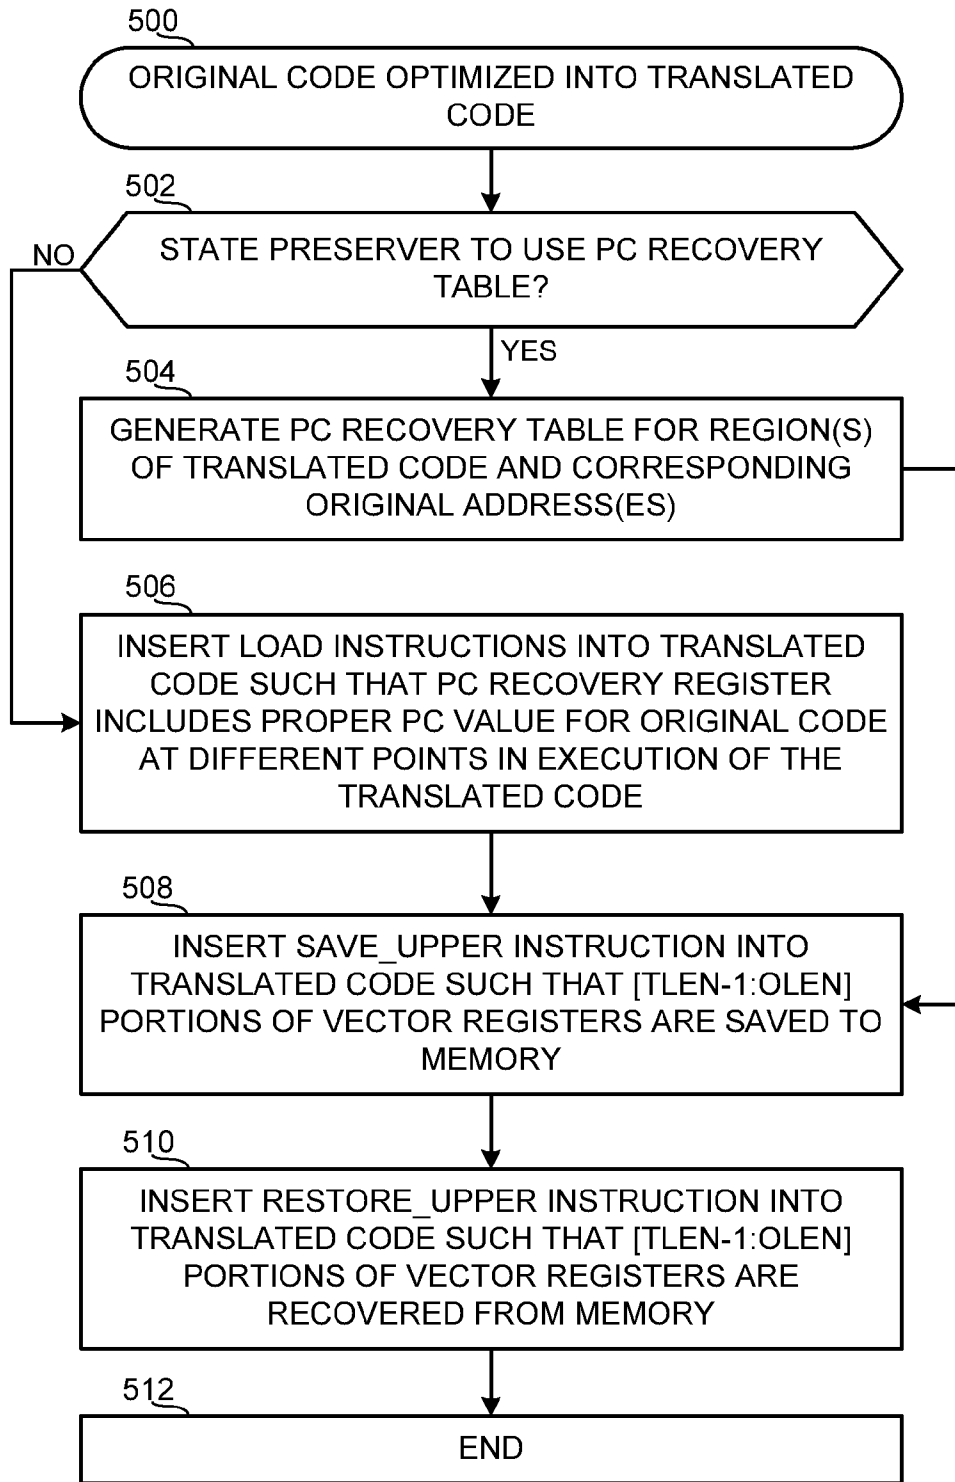 500
ORIGINAL CODE OPTIMIZED INTO TRANSLATED
CODE
502
NO
STATE PRESERVER TO USE PC RECOVERY
TABLE?
YES
504
GENERATE PC RECOVERY TABLE FOR REGION(S)
OF TRANSLATED CODE AND CORRESPONDING
ORIGINAL ADDRESS(ES)
506
INSERT LOAD INSTRUCTIONS INTO TRANSLATED
CODE SUCH THAT PC RECOVERY REGISTER
INCLUDES PROPER PC VALUE FOR ORIGINAL CODE
AT DIFFERENT POINTS IN EXECUTION OF THE
TRANSLATED CODE
508
INSERT SAVE_UPPER INSTRUCTION INTO
TRANSLATED CODE SUCH THAT [TLEN-1:OLEN]
PORTIONS OF VECTOR REGISTERS ARE SAVED TO
MEMORY
510
INSERT RESTORE_UPPER INSTRUCTION INTO
TRANSLATED CODE SUCH THAT [TLEN-1:OLEN]
PORTIONS OF VECTOR REGISTERS ARE
RECOVERED FROM MEMORY
512
END